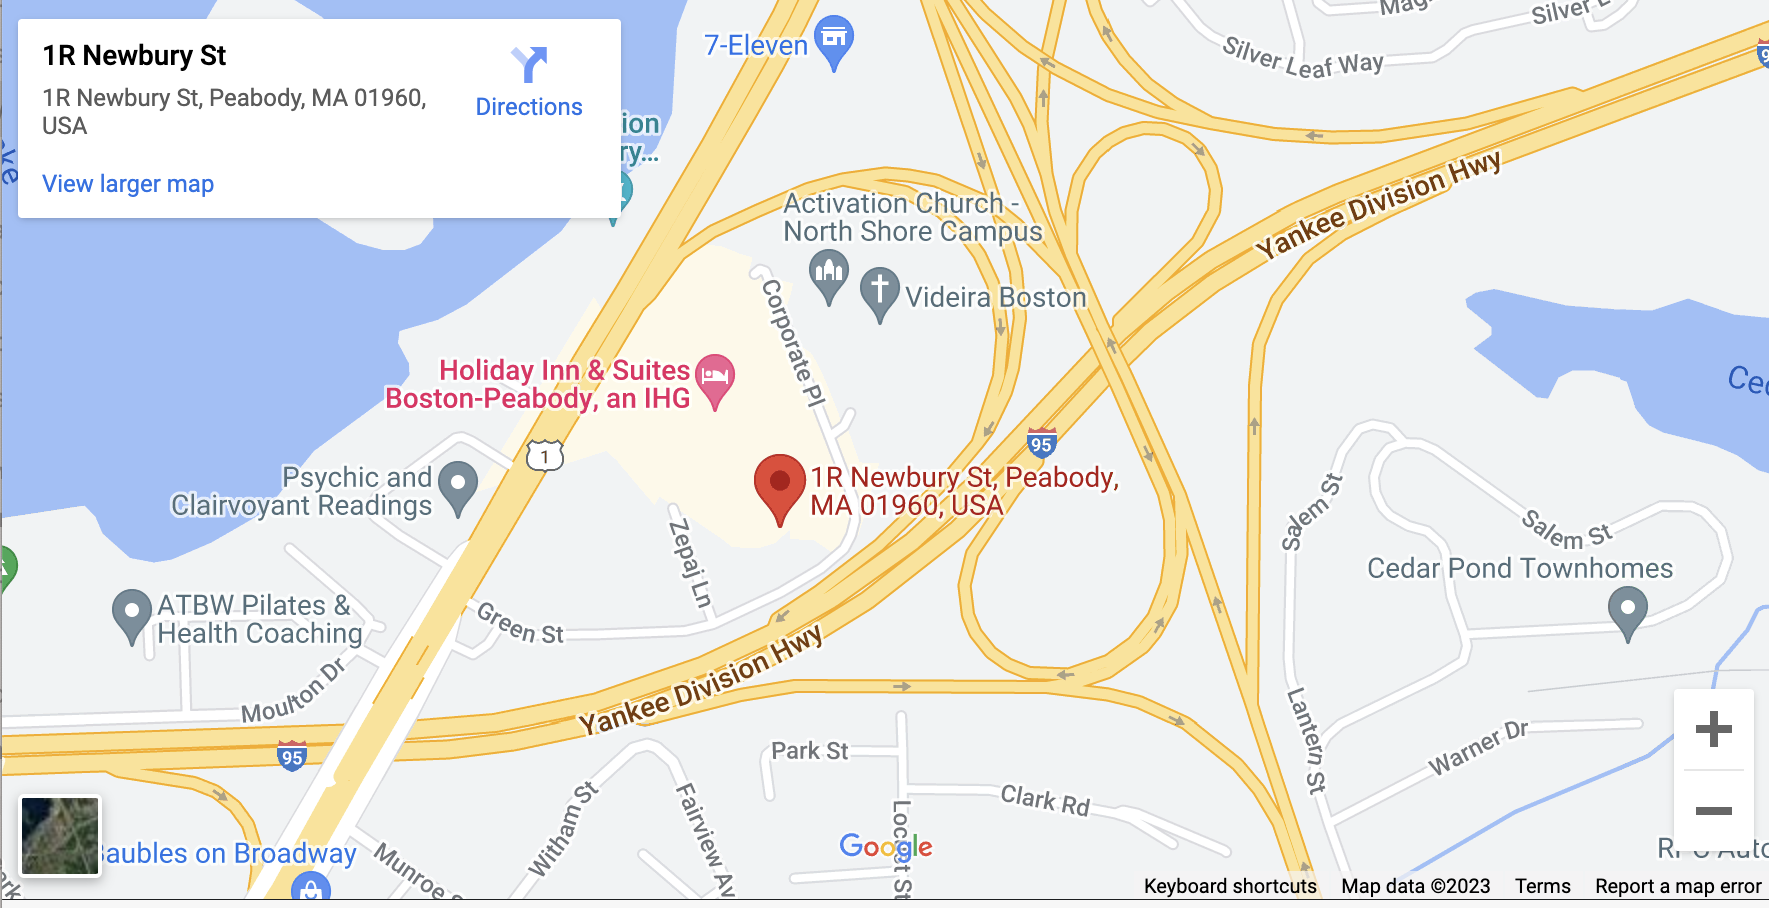 1R Newbury St
1R Newbury St, Peabody, MA 01960,
USA
Directions
View larger map
7-Eleven
Silver Leaf Way
Yankee Division Hwy
Activation Church -
North Shore Campus
Videira Boston
Corporate Pl
Holiday Inn & Suites
Boston-Peabody, an IHG
1
95
Psychic and
Clairvoyant Readings
1R Newbury St, Peabody,
MA 01960, USA
Salem St
Salem St
Zepaj Ln
Cedar Pond Townhomes
ATBW Pilates &
Health Coaching
Green St
Moulton Dr
Yankee Division Hwy
95
Park St
Lantern St
Warner Dr
Clark Rd
Witham St
Fairview Av
Locust St
Baubles on Broadway
Munroe S
Google
Keyboard shortcuts
Map data ©2023
Terms
Report a map error